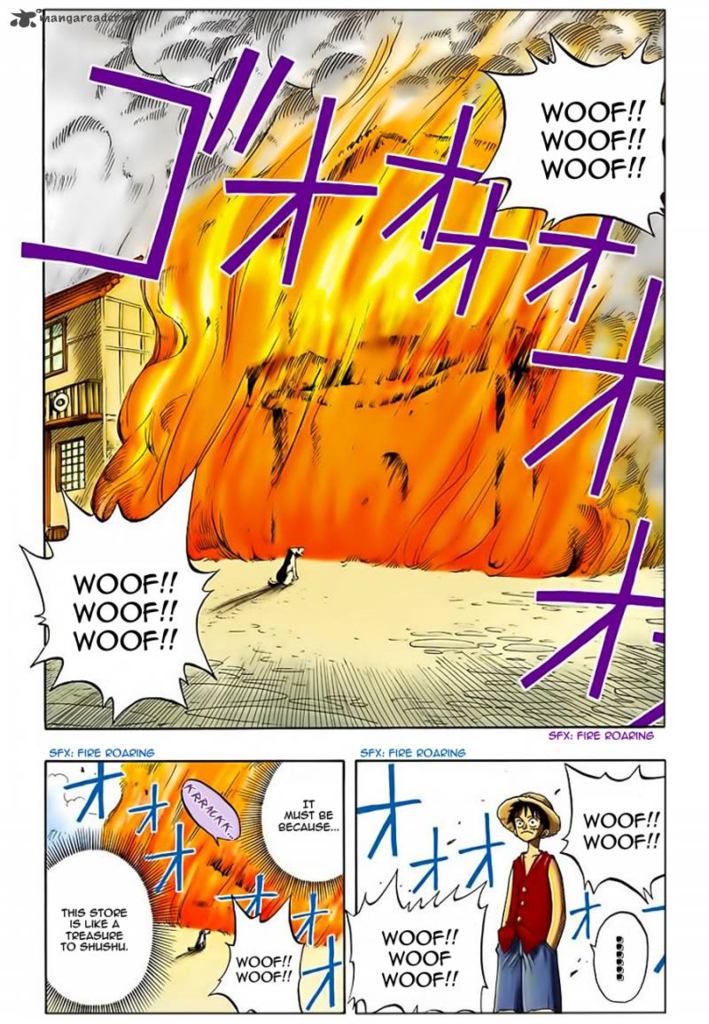 mangareader
WOOF!!
WOOF!!
WOOF!!
ゴオオオオオオ
WOOF!!
WOOF!!
WOOF!!
SFX: FIRE ROARING
SFX: FIRE ROARING
IT
MUST BE
BECAUSE...
KRRACKK...
オオオオオオ
THIS STORE
IS LIKE A
TREASURE
TO SHUSHU.
WOOF!!
WOOF!!
SFX: FIRE ROARING
オオオオオ
WOOF!!
WOOF!!
WOOF!!
WOOF
WOOF!!
......